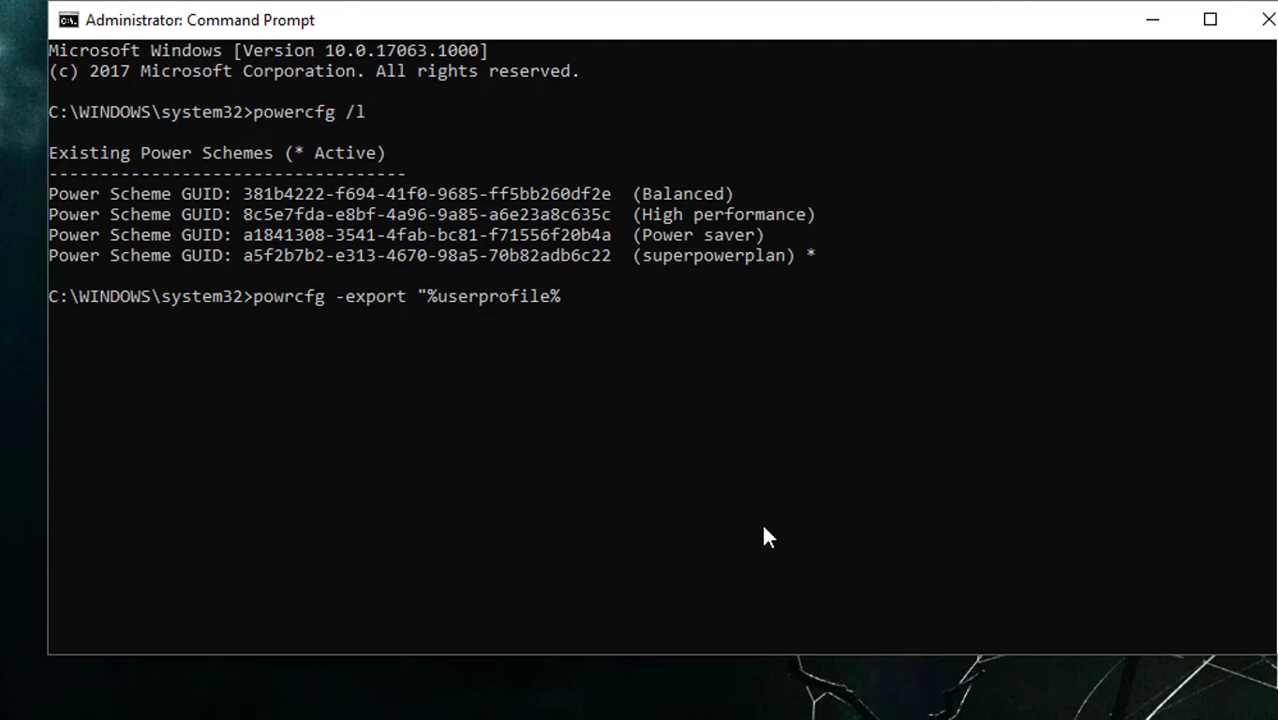 Administrator: Command Prompt
Microsoft Windows [Version 10.0.17063.1000]
(c) 2017 Microsoft Corporation. All rights reserved.
C:\WINDOWS\system32>powercfg /l
Existing Power Schemes (* Active)
-----------------------------------
Power Scheme GUID: 381b4222-f694-41f0-9685-ff5bb260df2e  (Balanced)
Power Scheme GUID: 8c5e7fda-e8bf-4a96-9a85-a6e23a8c635c  (High performance)
Power Scheme GUID: a1841308-3541-4fab-bc81-f71556f20b4a  (Power saver)
Power Scheme GUID: a5f2b7b2-e313-4670-98a5-70b82adb6c22  (superpowerplan) *
C:\WINDOWS\system32>powrcfg -export "%userprofile%